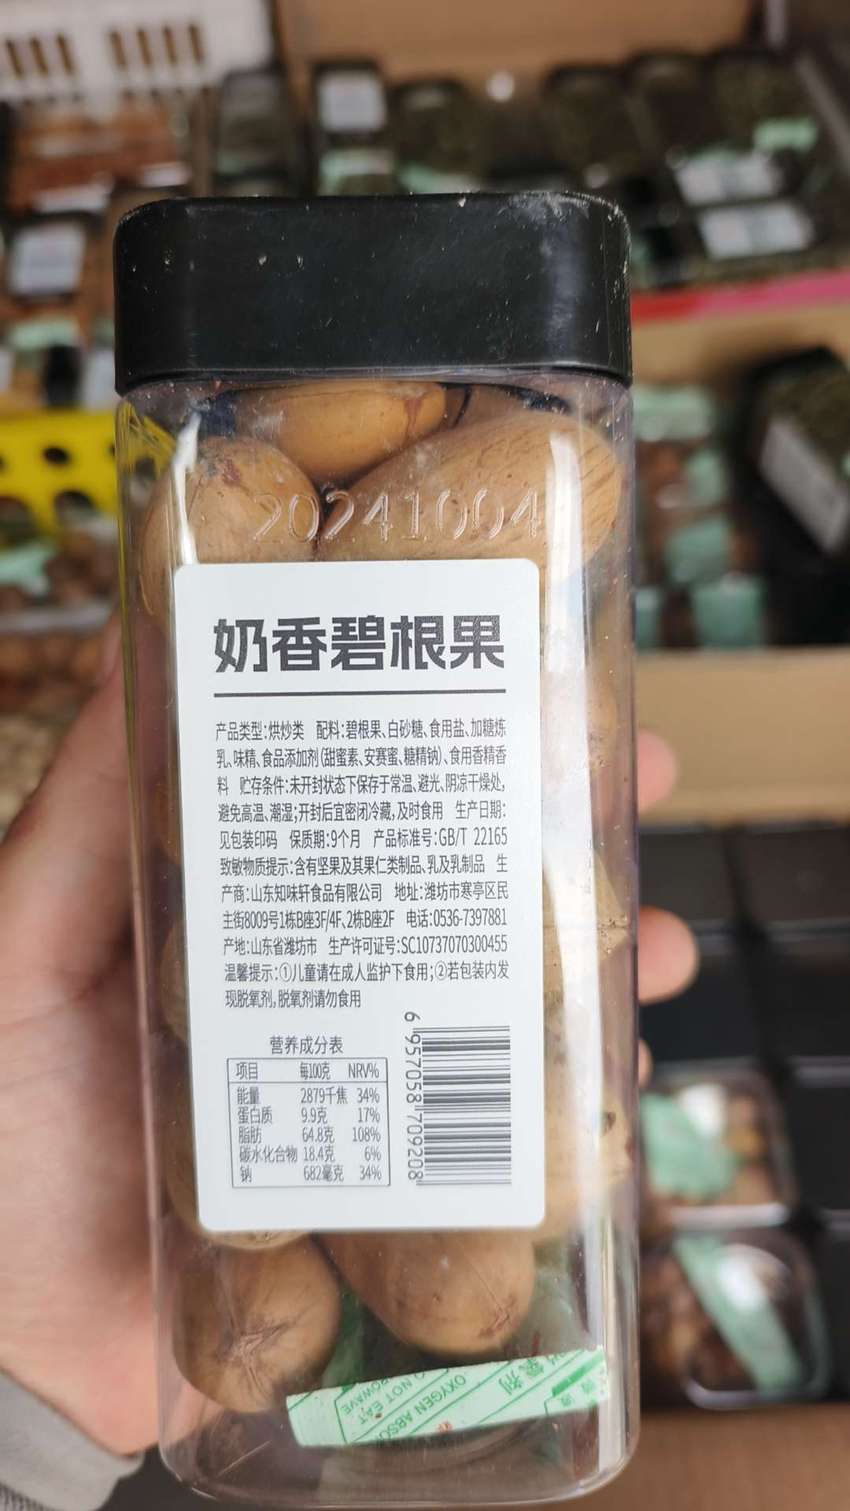 20241004
奶香碧根果
产品类型:烘炒类 配料:碧根果、白砂糖、食用盐、加糖炼
乳、味精、食品添加剂(甜蜜素、安赛蜜、糖精钠)、食用香精香
料 贮存条件:未开封状态下保存于常温、避光、阴凉干燥处,
避免高温、潮湿;开封后宜密闭冷藏,及时食用 生产日期:
见包装印码 保质期:9个月 产品标准号:GB/T 22165
致敏物质提示:含有坚果及其果仁类制品、乳及乳制品 生
产商:山东知味轩食品有限公司 地址:潍坊市寒亭区民
主街8009号1栋B座3F/4F、2栋B座2F 电话:0536-7397881
产地:山东省潍坊市 生产许可证号:SC10737070300455
温馨提示:①儿童请在成人监护下食用;②若包装内发
现脱氧剂,脱氧剂请勿食用
营养成分表
项目 每100克 NRV%
能量 2879千焦 34%
蛋白质 9.9克 17%
脂肪 64.8克 108%
碳水化合物 18.4克 6%
钠 682毫克 34%
6 957058 709208
DO NOT EAT
OXYGEN ABSO
氧剂